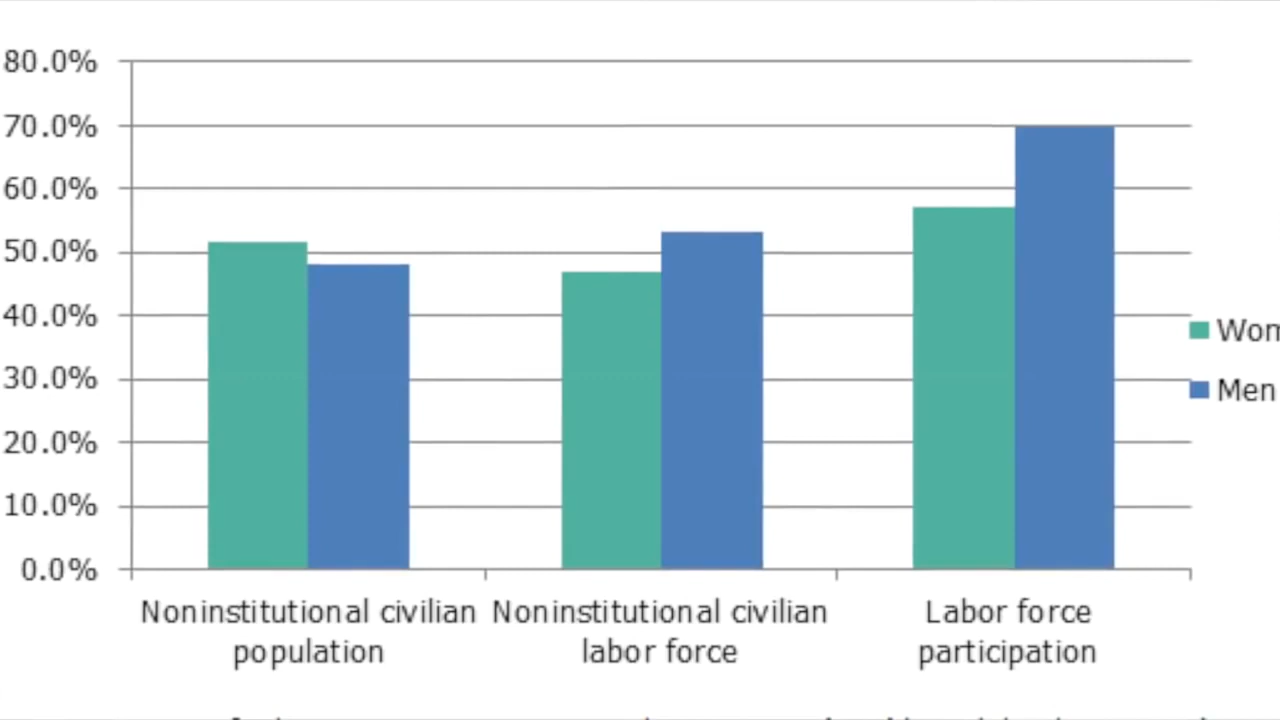 80.0%
70.0%
60.0%
50.0%
40.0%
30.0%
20.0%
10.0%
0.0%
Noninstitutional civilian population
Noninstitutional civilian labor force
Labor force participation
Wom
Men